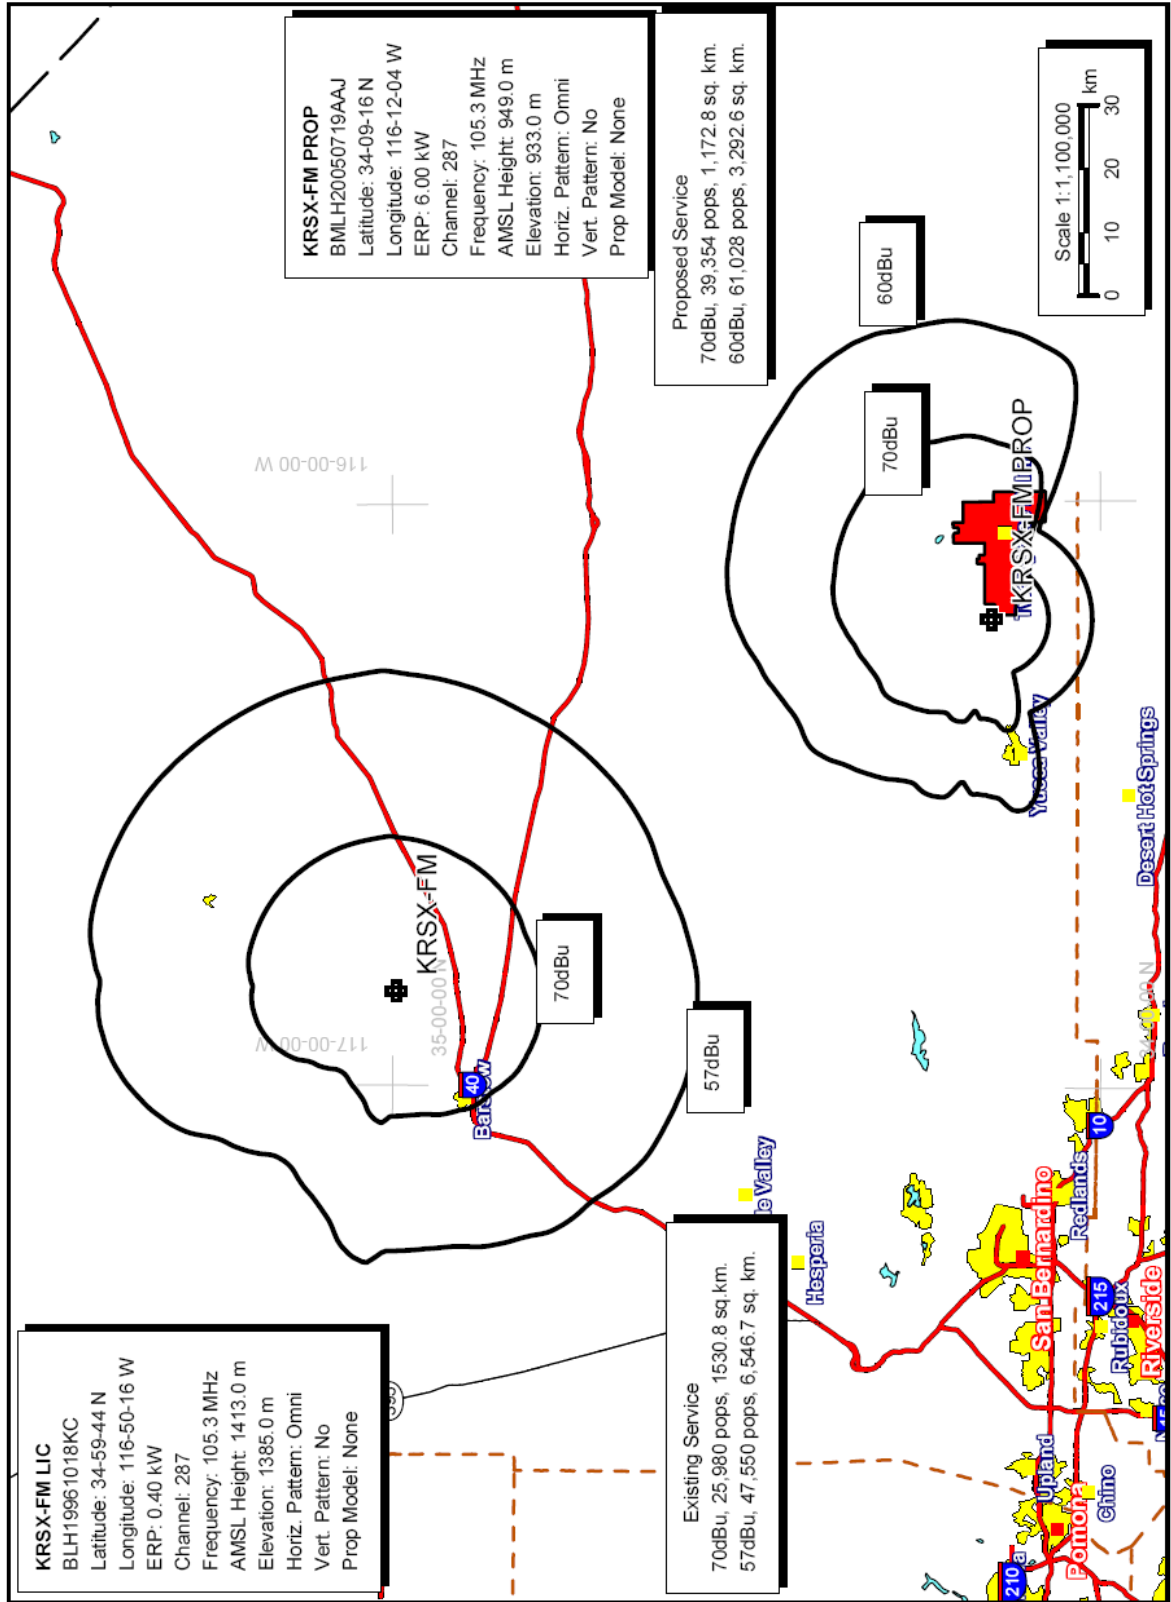 KRSX-FM LIC
BLH19961018KC
Latitude: 34-59-44 N
Longitude: 116-50-16 W
ERP: 0.40 kW
Channel: 287
Frequency: 105.3 MHz
AMSL Height: 1413.0 m
Elevation: 1385.0 m
Horiz. Pattern: Omni
Vert. Pattern: No
Prop Model: None
KRSX-FM PROP
BMLH20050719AAJ
Latitude: 34-09-16 N
Longitude: 116-12-04 W
ERP: 6.00 kW
Channel: 287
Frequency: 105.3 MHz
AMSL Height: 949.0 m
Elevation: 933.0 m
Horiz. Pattern: Omni
Vert. Pattern: No
Prop Model: None
117-00-00 W
116-00-00 W
KRSX-FM
35-00-00 N
40
Barstow
70dBu
57dBu
Existing Service
70dBu, 25,980 pops, 1530.8 sq.km.
57dBu, 47,550 pops, 6,546.7 sq. km.
Proposed Service
70dBu, 39,354 pops, 1,172.8 sq. km.
60dBu, 61,028 pops, 3,292.6 sq. km.
le Valley
Hesperia
60dBu
70dBu
KRSX-FM PROP
Yucca Valley
Desert Hot Springs
34-00-00 N
San Bernardino
Redlands
10
215
Rubidoux
Riverside
Upland
Pomona
Chino
210
Scale 1:1,100,000
0 10 20 30
km